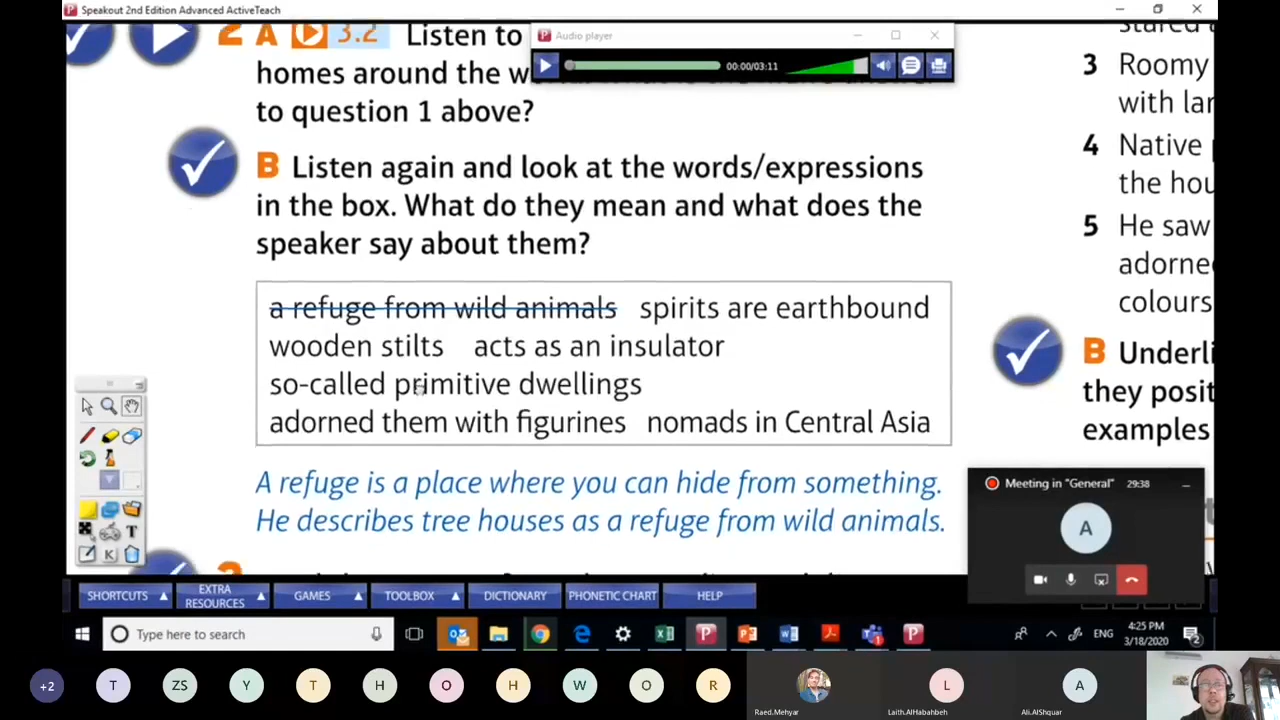 Speakout 2nd Edition Advanced ActiveTeach
2 A 3.2 Listen to
Audio player
00:00/03:11
homes around the
to question 1 above?
B Listen again and look at the words/expressions
in the box. What do they mean and what does the
speaker say about them?
a refuge from wild animals spirits are earthbound
wooden stilts acts as an insulator
so-called primitive dwellings
adorned them with figurines nomads in Central Asia
A refuge is a place where you can hide from something.
He describes tree houses as a refuge from wild animals.
3 Roomy
with lar
4 Native
the hou
5 He saw
adorne
colours
B Underli
they posit
examples
Meeting in "General" 29:38
A
SHORTCUTS
EXTRA RESOURCES
GAMES
TOOLBOX
DICTIONARY
PHONETIC CHART
HELP
Type here to search
ENG
4:25 PM
3/18/2020
+2 T ZS Y T H O H W O R L A
Raed.Mehyar
Laith.AlHabahbeh
Ali.AlShquar